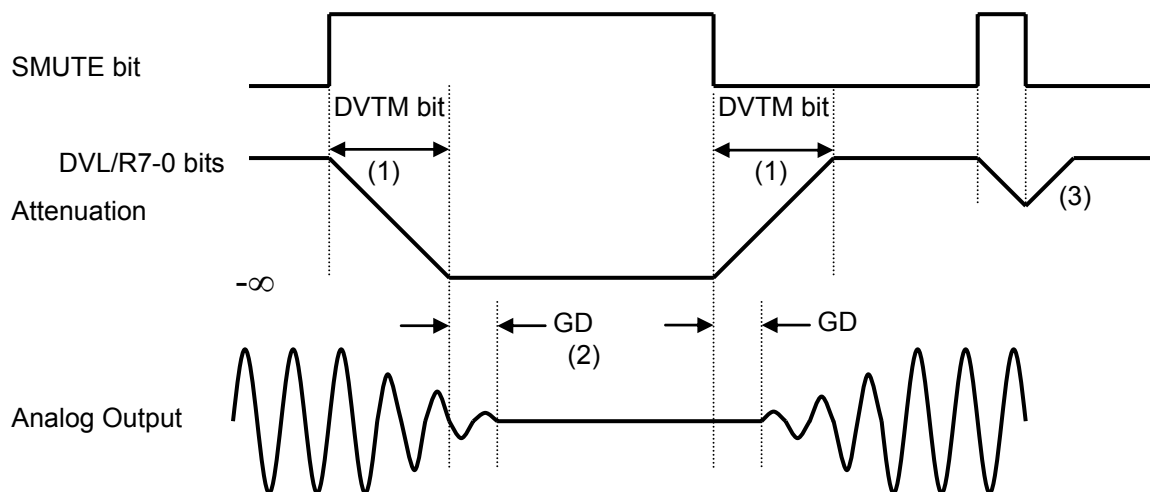 SMUTE bit
DVTM bit DVTM bit
DVL/R7-0 bits
(1) (1)
(3)
Attenuation
-∞
GD GD
(2)
Analog Output